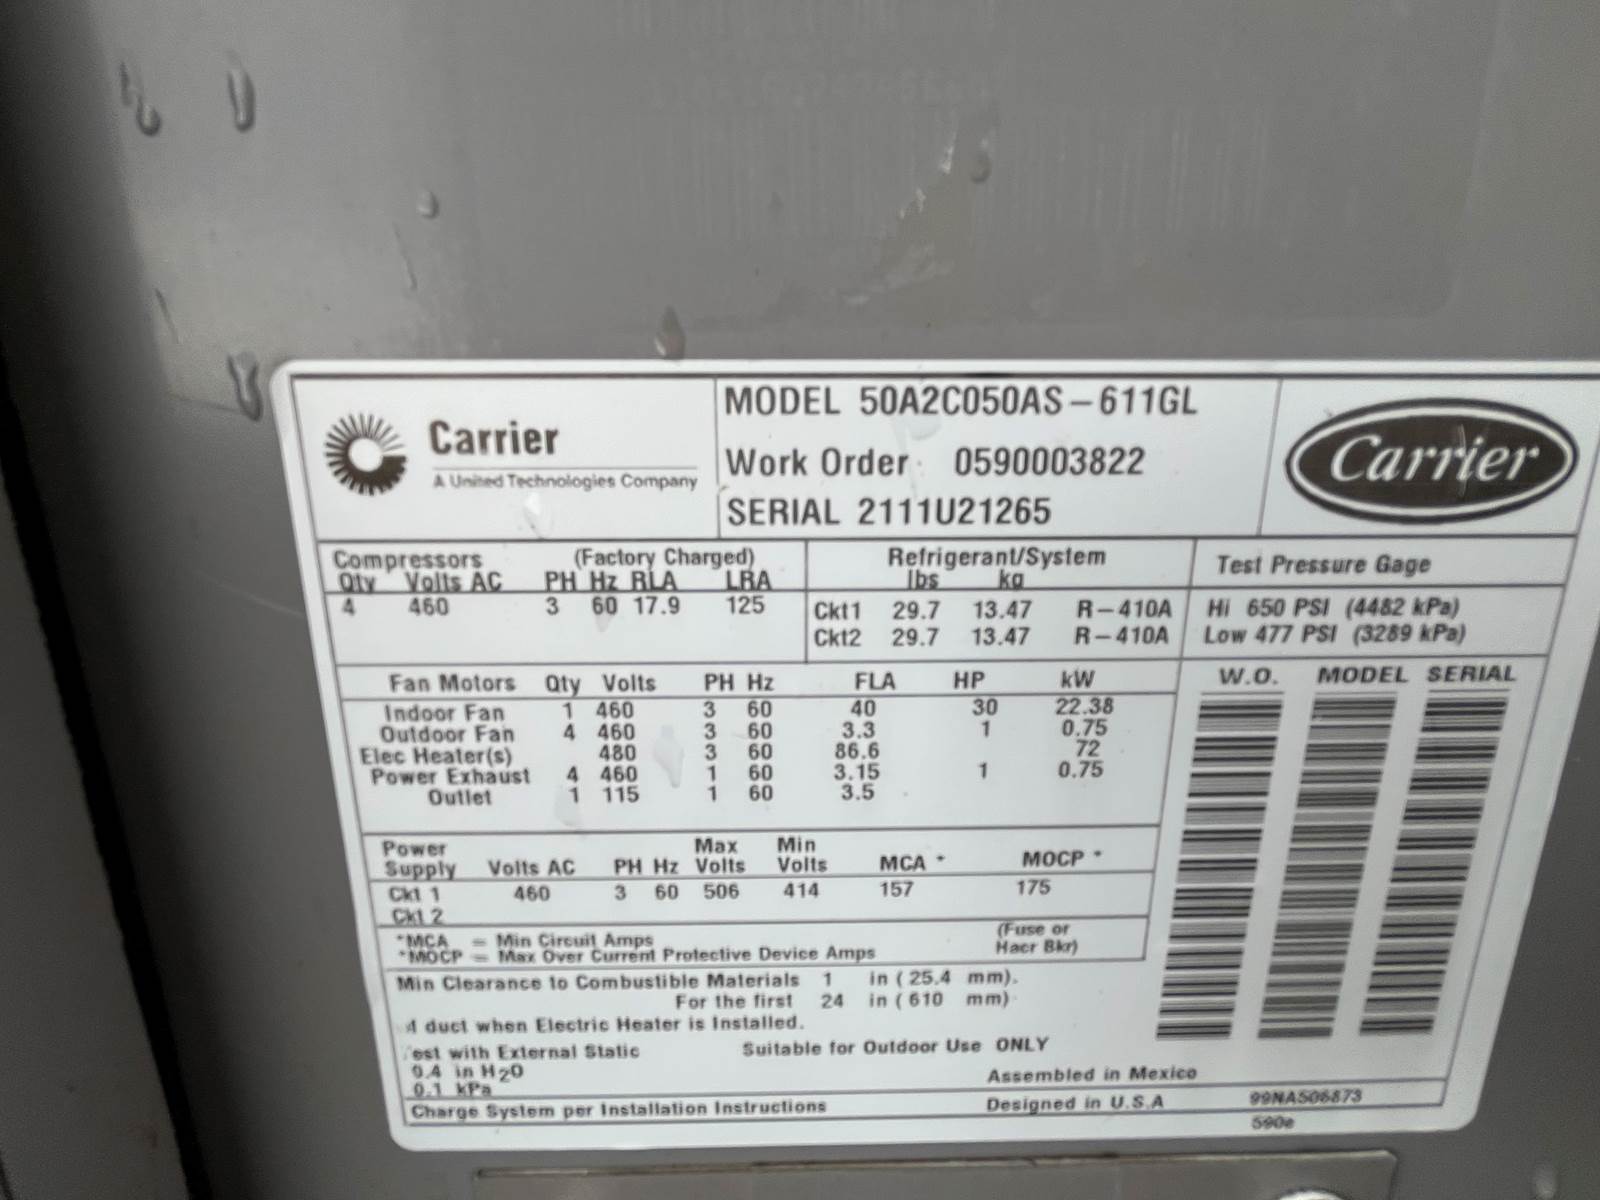 Carrier
A United Technologies Company
MODEL 50A2C050AS-611GL
Work Order 0590003822
SERIAL 2111U21265
Carrier
Compressors (Factory Charged)
Qty Volts AC PH Hz RLA LRA
4 460 3 60 17.9 125
Refrigerant/System
lbs kg
Ckt1 29.7 13.47 R-410A
Ckt2 29.7 13.47 R-410A
Test Pressure Gage
Hi 650 PSI (4482 kPa)
Low 477 PSI (3289 kPa)
Fan Motors Qty Volts PH Hz FLA HP kW
Indoor Fan 1 460 3 60 40 30 22.38
Outdoor Fan 4 460 3 60 3.3 1 0.75
Elec Heater(s) 480 3 60 86.6 72
Power Exhaust 4 460 1 60 3.15 1 0.75
Outlet 1 115 1 60 3.5
W.O. MODEL SERIAL
Power Max Min
Supply Volts AC PH Hz Volts Volts MCA * MOCP *
Ckt 1 460 3 60 506 414 157 175
Ckt 2
*MCA = Min Circuit Amps (Fuse or
*MOCP = Max Over Current Protective Device Amps Hacr Bkr)
Min Clearance to Combustible Materials 1 in (25.4 mm).
For the first 24 in (610 mm)
duct when Electric Heater is Installed.
est with External Static Suitable for Outdoor Use ONLY
0.4 in H2O
0.1 kPa Assembled in Mexico
Charge System per Installation Instructions Designed in U.S.A 99NA506873
590e